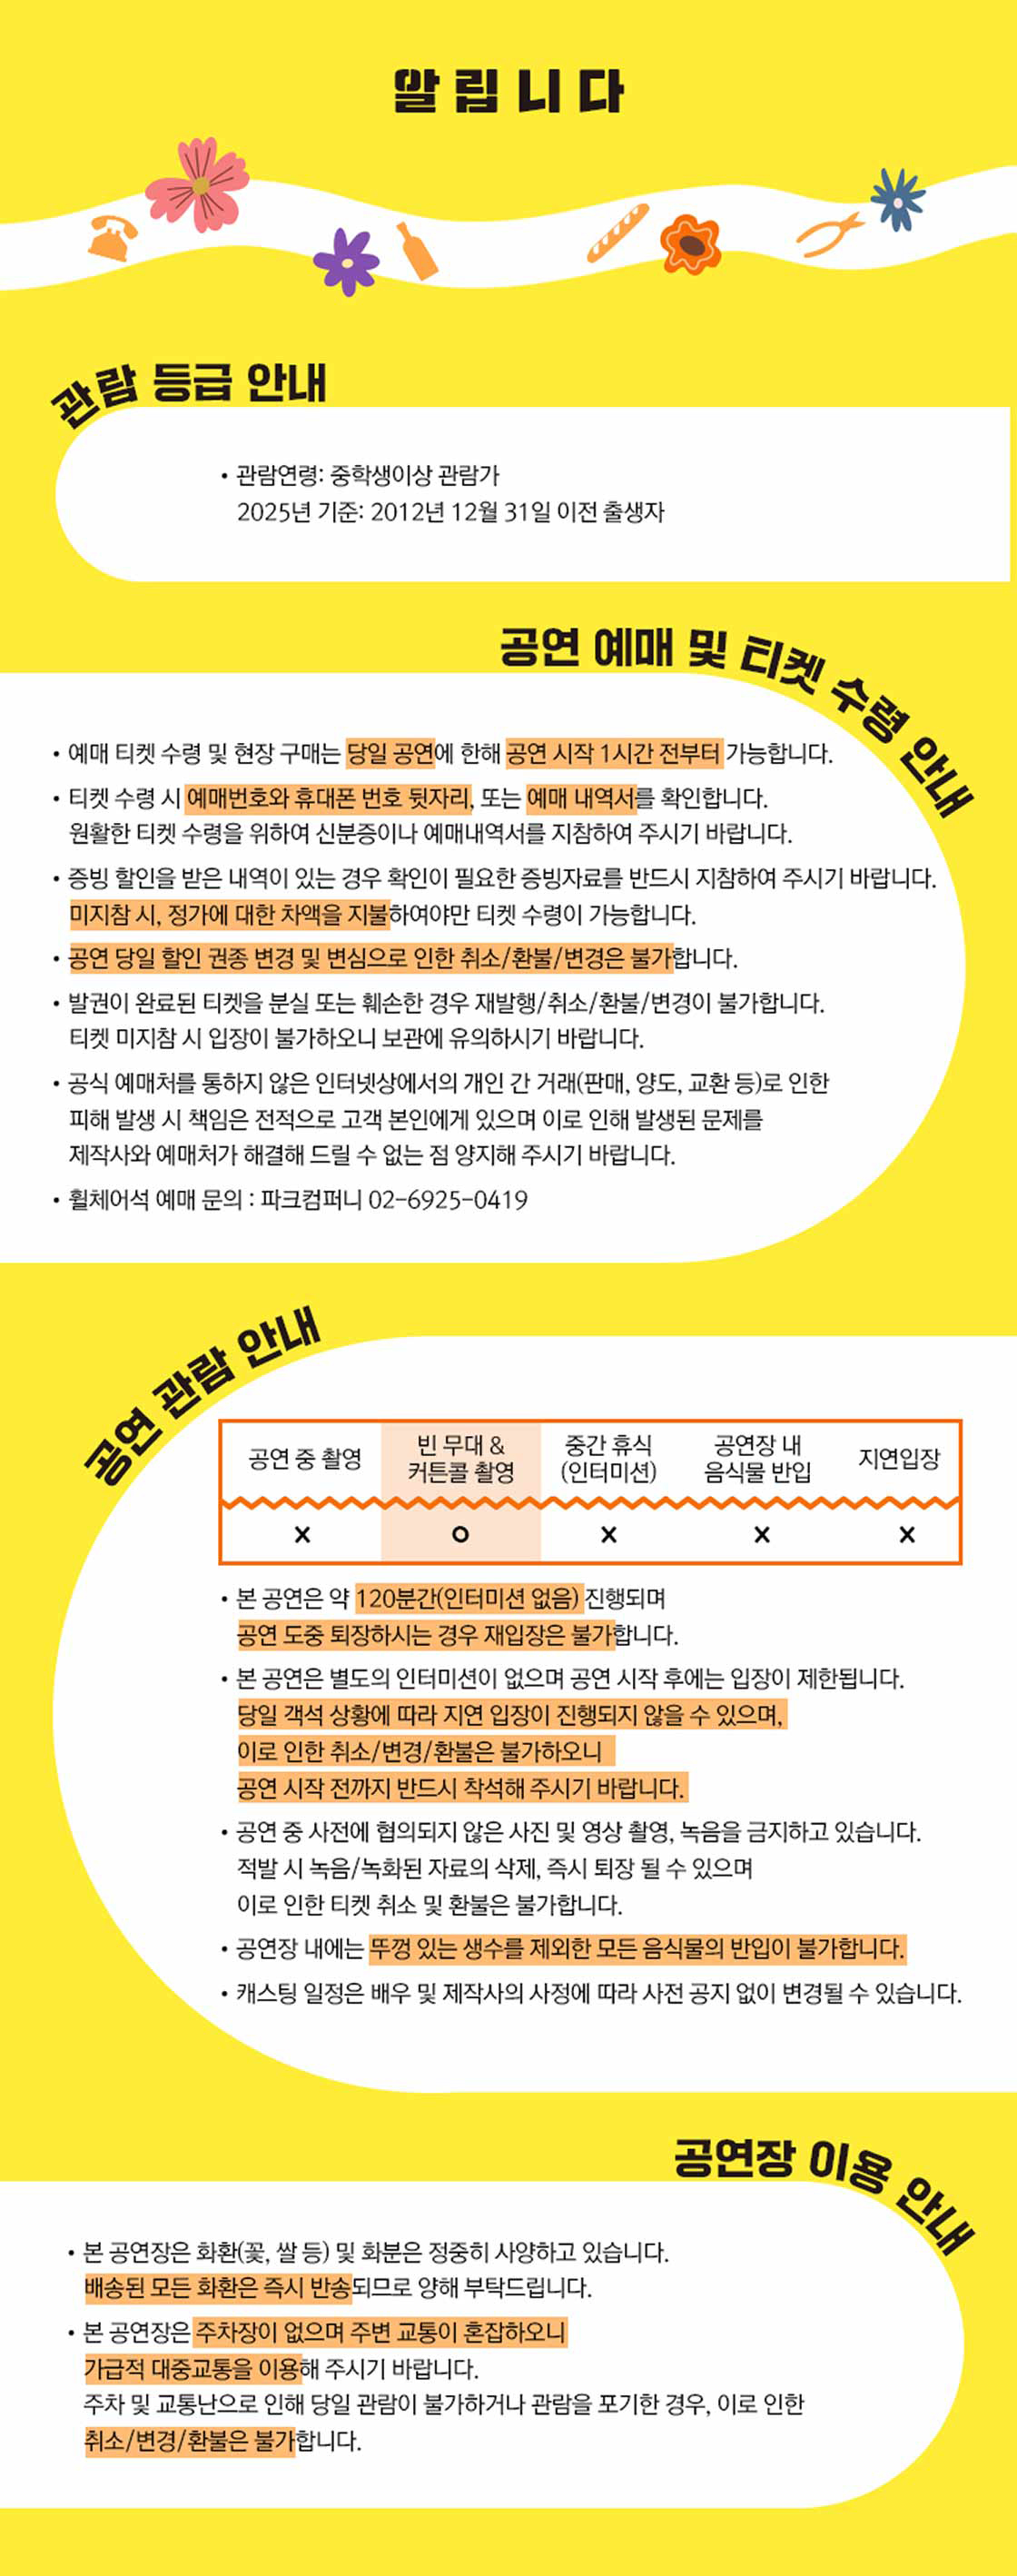 알립니다
관람 등급 안내
• 관람연령: 중학생이상 관람가
2025년 기준: 2012년 12월 31일 이전 출생자
공연 예매 및 티켓 수령 안내
• 예매 티켓 수령 및 현장 구매는 당일 공연에 한해 공연 시작 1시간 전부터 가능합니다.
• 티켓 수령 시 예매번호와 휴대폰 번호 뒷자리, 또는 예매 내역서를 확인합니다.
원활한 티켓 수령을 위하여 신분증이나 예매내역서를 지참하여 주시기 바랍니다.
• 증빙 할인을 받은 내역이 있는 경우 확인이 필요한 증빙자료를 반드시 지참하여 주시기 바랍니다.
미지참 시, 정가에 대한 차액을 지불하여야만 티켓 수령이 가능합니다.
• 공연 당일 할인 권종 변경 및 변심으로 인한 취소/환불/변경은 불가합니다.
• 발권이 완료된 티켓을 분실 또는 훼손한 경우 재발행/취소/환불/변경이 불가합니다.
티켓 미지참 시 입장이 불가하오니 보관에 유의하시기 바랍니다.
• 공식 예매처를 통하지 않은 인터넷상에서의 개인 간 거래(판매, 양도, 교환 등)로 인한
피해 발생 시 책임은 전적으로 고객 본인에게 있으며 이로 인해 발생된 문제를
제작사와 예매처가 해결해 드릴 수 없는 점 양지해 주시기 바랍니다.
• 휠체어석 예매 문의 : 파크컴퍼니 02-6925-0419
공연 관람 안내
공연 중 촬영
빈 무대 &
커튼콜 촬영
중간 휴식
(인터미션)
공연장 내
음식물 반입
지연입장
X O X X X
• 본 공연은 약 120분간(인터미션 없음) 진행되며
공연 도중 퇴장하시는 경우 재입장은 불가합니다.
• 본 공연은 별도의 인터미션이 없으며 공연 시작 후에는 입장이 제한됩니다.
당일 객석 상황에 따라 지연 입장이 진행되지 않을 수 있으며,
이로 인한 취소/변경/환불은 불가하오니
공연 시작 전까지 반드시 착석해 주시기 바랍니다.
• 공연 중 사전에 협의되지 않은 사진 및 영상 촬영, 녹음을 금지하고 있습니다.
적발 시 녹음/녹화된 자료의 삭제, 즉시 퇴장 될 수 있으며
이로 인한 티켓 취소 및 환불은 불가합니다.
• 공연장 내에는 뚜껑 있는 생수를 제외한 모든 음식물의 반입이 불가합니다.
• 캐스팅 일정은 배우 및 제작사의 사정에 따라 사전 공지 없이 변경될 수 있습니다.
공연장 이용 안내
• 본 공연장은 화환(꽃, 쌀 등) 및 화분은 정중히 사양하고 있습니다.
배송된 모든 화환은 즉시 반송되므로 양해 부탁드립니다.
• 본 공연장은 주차장이 없으며 주변 교통이 혼잡하오니
가급적 대중교통을 이용해 주시기 바랍니다.
주차 및 교통난으로 인해 당일 관람이 불가하거나 관람을 포기한 경우, 이로 인한
취소/변경/환불은 불가합니다.